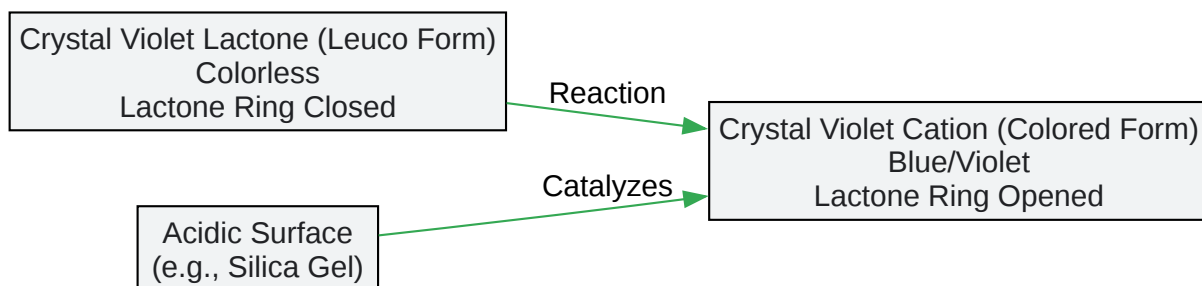 Crystal Violet Lactone (Leuco Form)
Colorless
Lactone Ring Closed
Reaction
Crystal Violet Cation (Colored Form)
Blue/Violet
Lactone Ring Opened
Catalyzes
Acidic Surface
(e.g., Silica Gel)